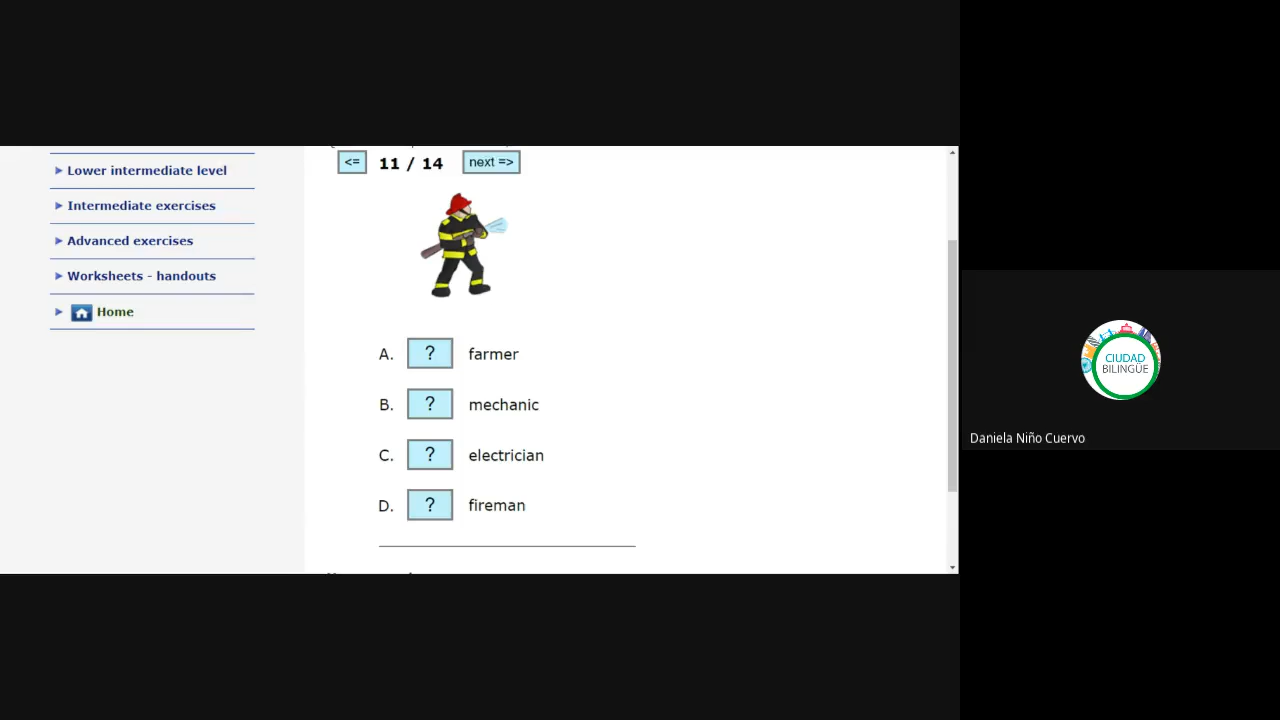 Lower intermediate level
Intermediate exercises
Advanced exercises
Worksheets - handouts
Home
<= 11 / 14 next =>
A. ? farmer
B. ? mechanic
C. ? electrician
D. ? fireman
CIUDAD
BILINGÜE
Daniela Niño Cuervo